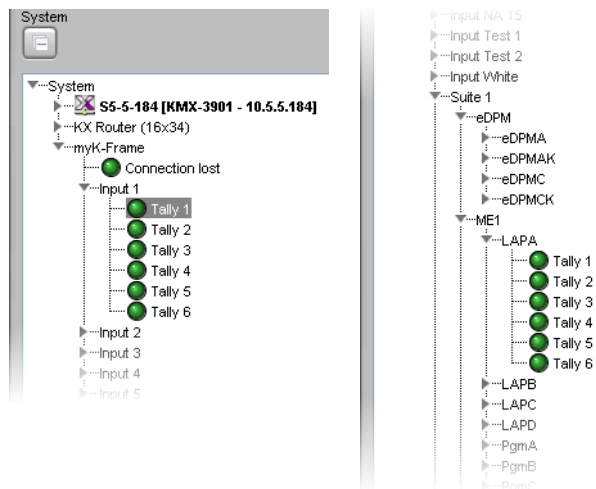 System
System
S5-5-184 [KMX-3901 - 10.5.5.184]
KX Router (16x34)
myK-Frame
Connection lost
Input 1
Tally 1
Tally 2
Tally 3
Tally 4
Tally 5
Tally 6
Input 2
Input 3
Input 4
Input 5
Input NA 15
Input Test 1
Input Test 2
Input White
Suite 1
eDPM
eDPMA
eDPMAK
eDPMC
eDPMCK
ME1
LAPA
Tally 1
Tally 2
Tally 3
Tally 4
Tally 5
Tally 6
LAPB
LAPC
LAPD
PgmA
PgmB
PgmC